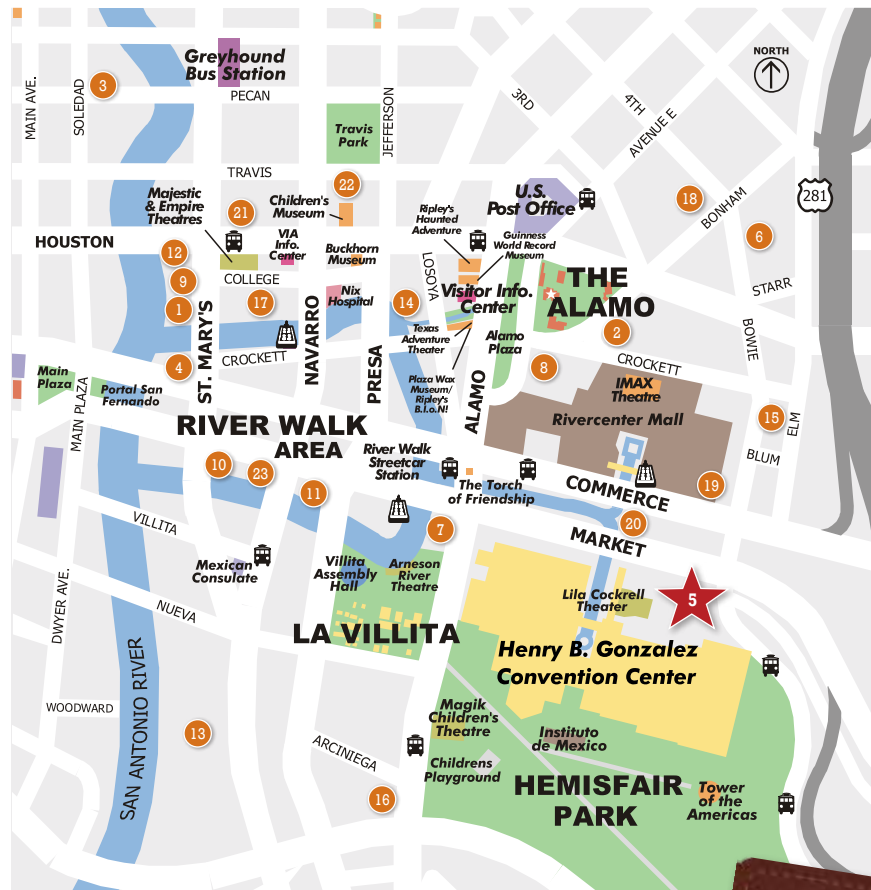 NORTH
Greyhound
Bus Station
3
MAIN AVE.
SOLEDAD
PECAN
JEFFERSON
3RD
4TH
AVENUE E
281
Travis
Park
TRAVIS
22
Majestic
& Empire
Theatres
21
Children's
Museum
U.S.
Post Office
18
BONHAM
6
Ripley's
Haunted
Adventure
Guinness
World Record
Museum
HOUSTON
12
VIA
Info.
Center
Buckhorn
Museum
LOSOYA
9
COLLEGE
THE
ALAMO
STARR
1
17
Nix
Hospital
14
Visitor Info.
Center
ST. MARY'S
NAVARRO
PRESA
ALAMO
Texas
Adventure
Theater
Alamo
Plaza
2
BOWIE
CROCKETT
CROCKETT
4
8
Main
Plaza
Portal San
Fernando
MAIN PLAZA
Plaza Wax
Museum/
Ripley's
B.I.o.N!
IMAX
Theatre
Rivercenter Mall
15
ELM
BLUM
RIVER WALK
AREA
River Walk
Streetcar
Station
10
23
11
The Torch
of Friendship
COMMERCE
19
20
MARKET
7
VILLITA
Mexican
Consulate
Villita
Assembly
Hall
Arneson
River
Theatre
Lila Cockrell
Theater
5
DWYER AVE.
NUEVA
LA VILLITA
Henry B. Gonzalez
Convention Center
SAN ANTONIO RIVER
WOODWARD
13
ARCINIEGA
Magik
Children's
Theatre
Instituto
de Mexico
Childrens
Playground
16
HEMISFAIR
PARK
Tower
of the
Americas